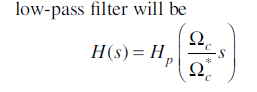 low-pass filter will be
H(s) = H_p (Ω_c / Ω_c^* s)